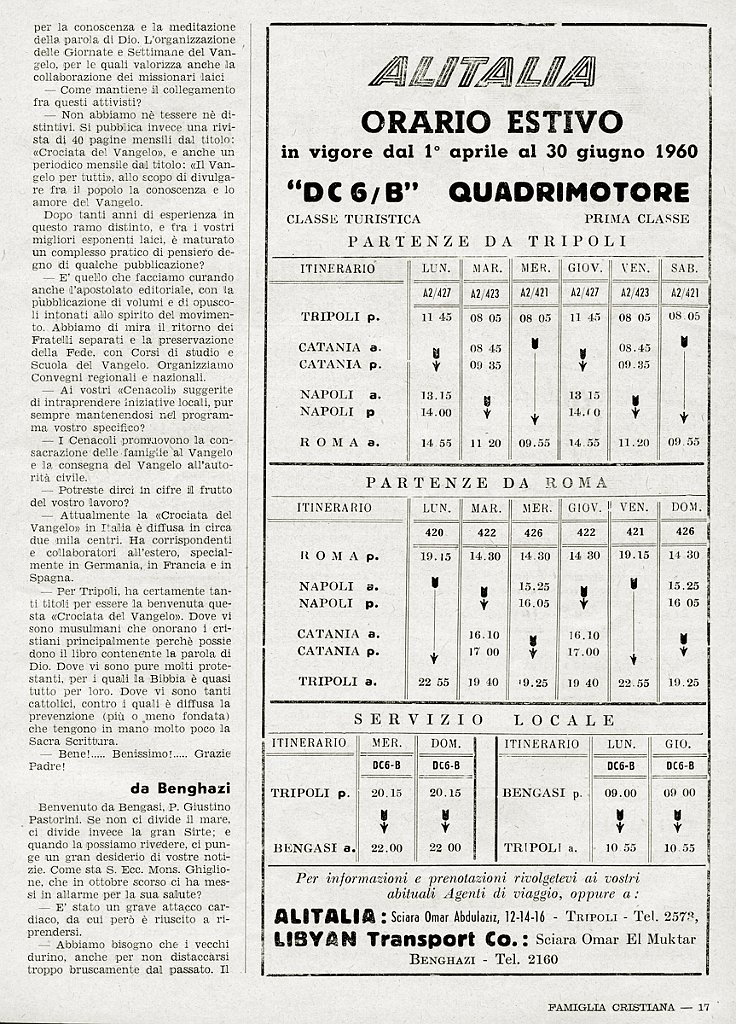 per la conoscenza e la meditazione
della parola di Dio. L'organizzazione
delle Giornate e Settimane del Van-
gelo, per le quali valorizza anche la
collaborazione dei missionari laici
— Come mantiene il collegamento
fra questi attivisti?
— Non abbiamo nè tessere nè di-
stintivi. Si pubblica invece una rivi-
sta di 40 pagine mensili dal titolo:
«Crociata del Vangelo», e anche un
periodico mensile dal titolo: «Il Van-
gelo per tutti», allo scopo di divulga-
re fra il popolo la conoscenza e lo
amore del Vangelo.
Dopo tanti anni di esperienza in
questo ramo distinto, e fra i vostri
migliori esponenti laici, è maturato
un complesso pratico di pensiero de-
gno di qualche pubblicazione?
— E' quello che facciamo curando
anche l'apostolato editoriale, con la
pubblicazione di volumi e di opusco-
li intonati allo spirito del movimen-
to. Abbiamo di mira il ritorno dei
Fratelli separati e la preservazione
della Fede, con Corsi di studio e
Scuola del Vangelo. Organizziamo
Convegni regionali e nazionali.
— Ai vostri «Cenacoli» suggerite
di intraprendere iniziative locali, pur
sempre mantenendosi nel program-
ma vostro specifico?
— I Cenacoli promuovono la con-
sacrazione delle famiglie al Vangelo
e la consegna del Vangelo all'auto-
rità civile.
— Potreste dirci in cifre il frutto
del vostro lavoro?
— Attualmente la «Crociata del
Vangelo» in Italia è diffusa in circa
due mila centri. Ha corrispondenti
e collaboratori all'estero, special-
mente in Germania, in Francia e in
Spagna.
— Per Tripoli, ha certamente tan-
ti titoli per essere la benvenuta que-
sta «Crociata del Vangelo». Dove vi
sono musulmani che onorano i cri-
stiani principalmente perchè possie
dono il libro contenente la parola di
Dio. Dove vi sono pure molti prote-
stanti, per i quali la Bibbia è quasi
tutto per loro. Dove vi sono tanti
cattolici, contro i quali è diffusa la
prevenzione (più o meno fondata)
che tengono in mano molto poco la
Sacra Scrittura.
— Bene!..... Benissimo!..... Grazie
Padre!
da Benghazi
Benvenuto da Bengasi, P. Giustino
Pastorini. Se non ci divide il mare,
ci divide invece la gran Sirte; e
quando la possiamo rivedere, ci pun-
ge un gran desiderio di vostre noti-
zie. Come sta S. Ecc. Mons. Ghiglio-
ne, che in ottobre scorso ci ha mes-
si in allarme per la sua salute?
— E' stato un grave attacco car-
diaco, da cui però è riuscito a ri-
prendersi.
— Abbiamo bisogno che i vecchi
durino, anche per non distaccarsi
troppo bruscamente dal passato. Il
ALITALIA
ORARIO ESTIVO
in vigore dal 1° aprile al 30 giugno 1960
"DC 6/B" QUADRIMOTORE
CLASSE TURISTICA PRIMA CLASSE
PARTENZE DA TRIPOLI
ITINERARIO LUN. MAR. MER. GIOV. VEN. SAB.
A2/427 A2/423 A2/421 A2/427 A2/423 A2/421
TRIPOLI p. 11 45 08 05 08 05 11 45 08 05 08.05
CATANIA a. 08 45 08.45
CATANIA p. 09 35 09.35
NAPOLI a. 13.15 13 15
NAPOLI p 14.00 14.00
ROMA a. 14 55 11 20 09.55 14.55 11.20 09.55
PARTENZE DA ROMA
ITINERARIO LUN. MAR. MER. GIOV. VEN. DOM.
420 422 426 422 421 426
ROMA p. 19.15 14.30 14.30 14 30 19.15 14 30
NAPOLI a. 15.25 15.25
NAPOLI p. 16.05 16 05
CATANIA a. 16.10 16.10
CATANIA p. 17 00 17.00
TRIPOLI a. 22 55 19 40 19.25 19 40 22.55 19.25
SERVIZIO LOCALE
ITINERARIO MER. DOM. ITINERARIO LUN. GIO.
DC6-B DC6-B DC6-B DC6-B
TRIPOLI p. 20.15 20.15 BENGASI p. 09.00 09 00
BENGASI a. 22.00 22 00 TRIPOLI a. 10 55 10.55
Per informazioni e prenotazioni rivolgetevi ai vostri
abituali Agenti di viaggio, oppure a :
ALITALIA : Sciara Omar Abdulaziz, 12-14-16 - TRIPOLI - Tel. 2573,
LIBYAN Transport Co. : Sciara Omar El Muktar
BENGHAZI - Tel. 2160
FAMIGLIA CRISTIANA — 17